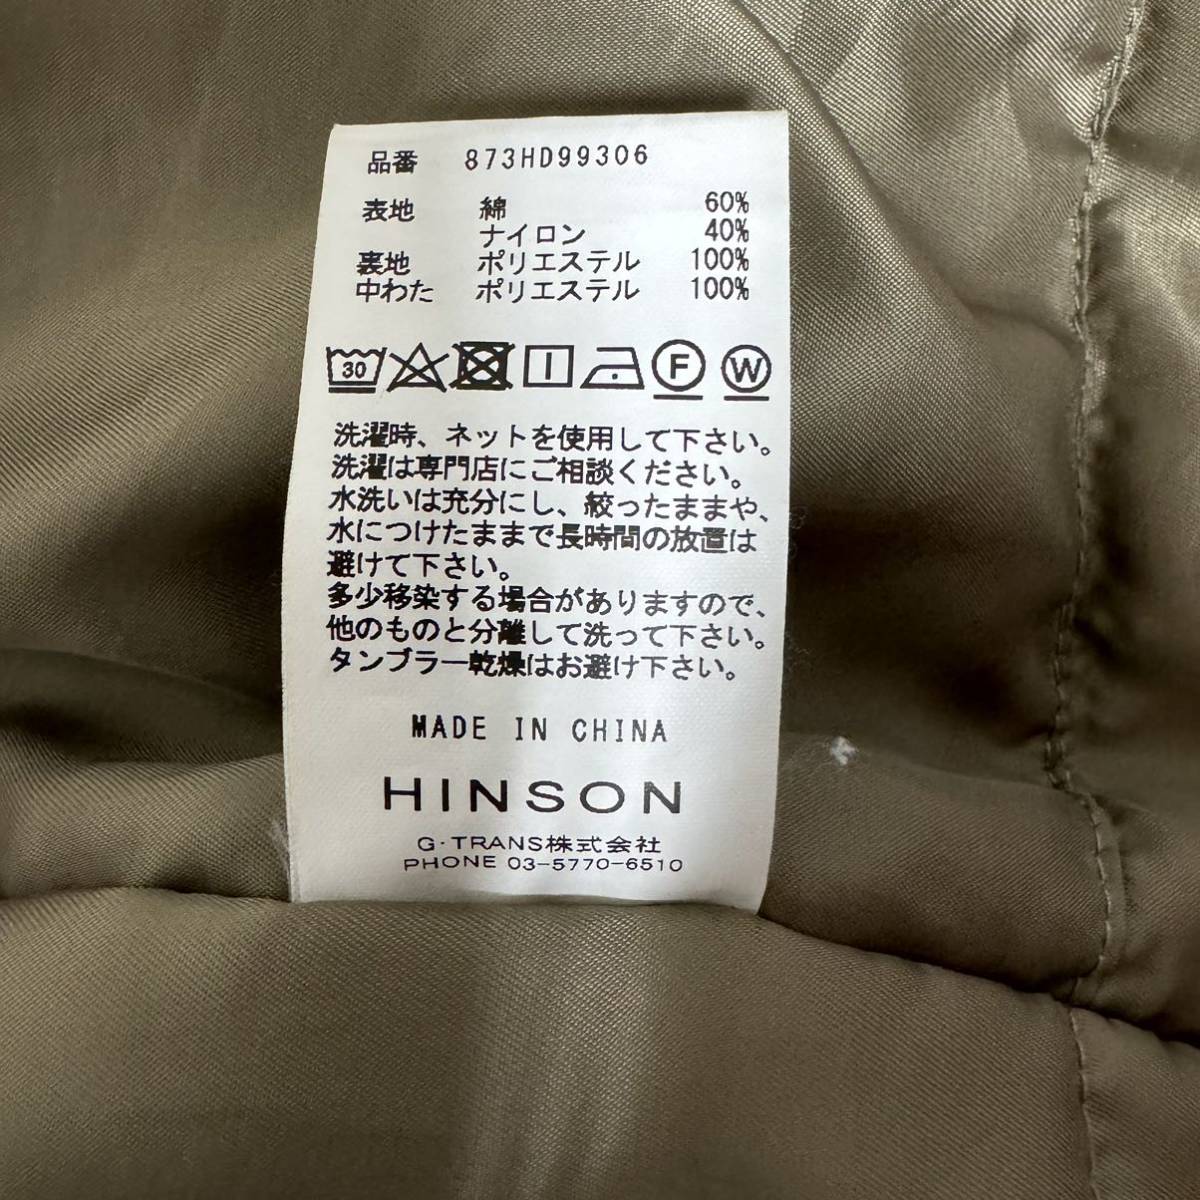 品番 873HD99306
表地 綿 60%
ナイロン 40%
裏地 ポリエステル 100%
中わた ポリエステル 100%
30 F W
洗濯時、ネットを使用して下さい。
洗濯は専門店にご相談ください。
水洗いは充分にし、絞ったままや、
水につけたままで長時間の放置は
避けて下さい。
多少移染する場合がありますので、
他のものと分離して洗って下さい。
タンブラー乾燥はお避け下さい。
MADE IN CHINA
HINSON
G·TRANS株式会社
PHONE 03-5770-6510